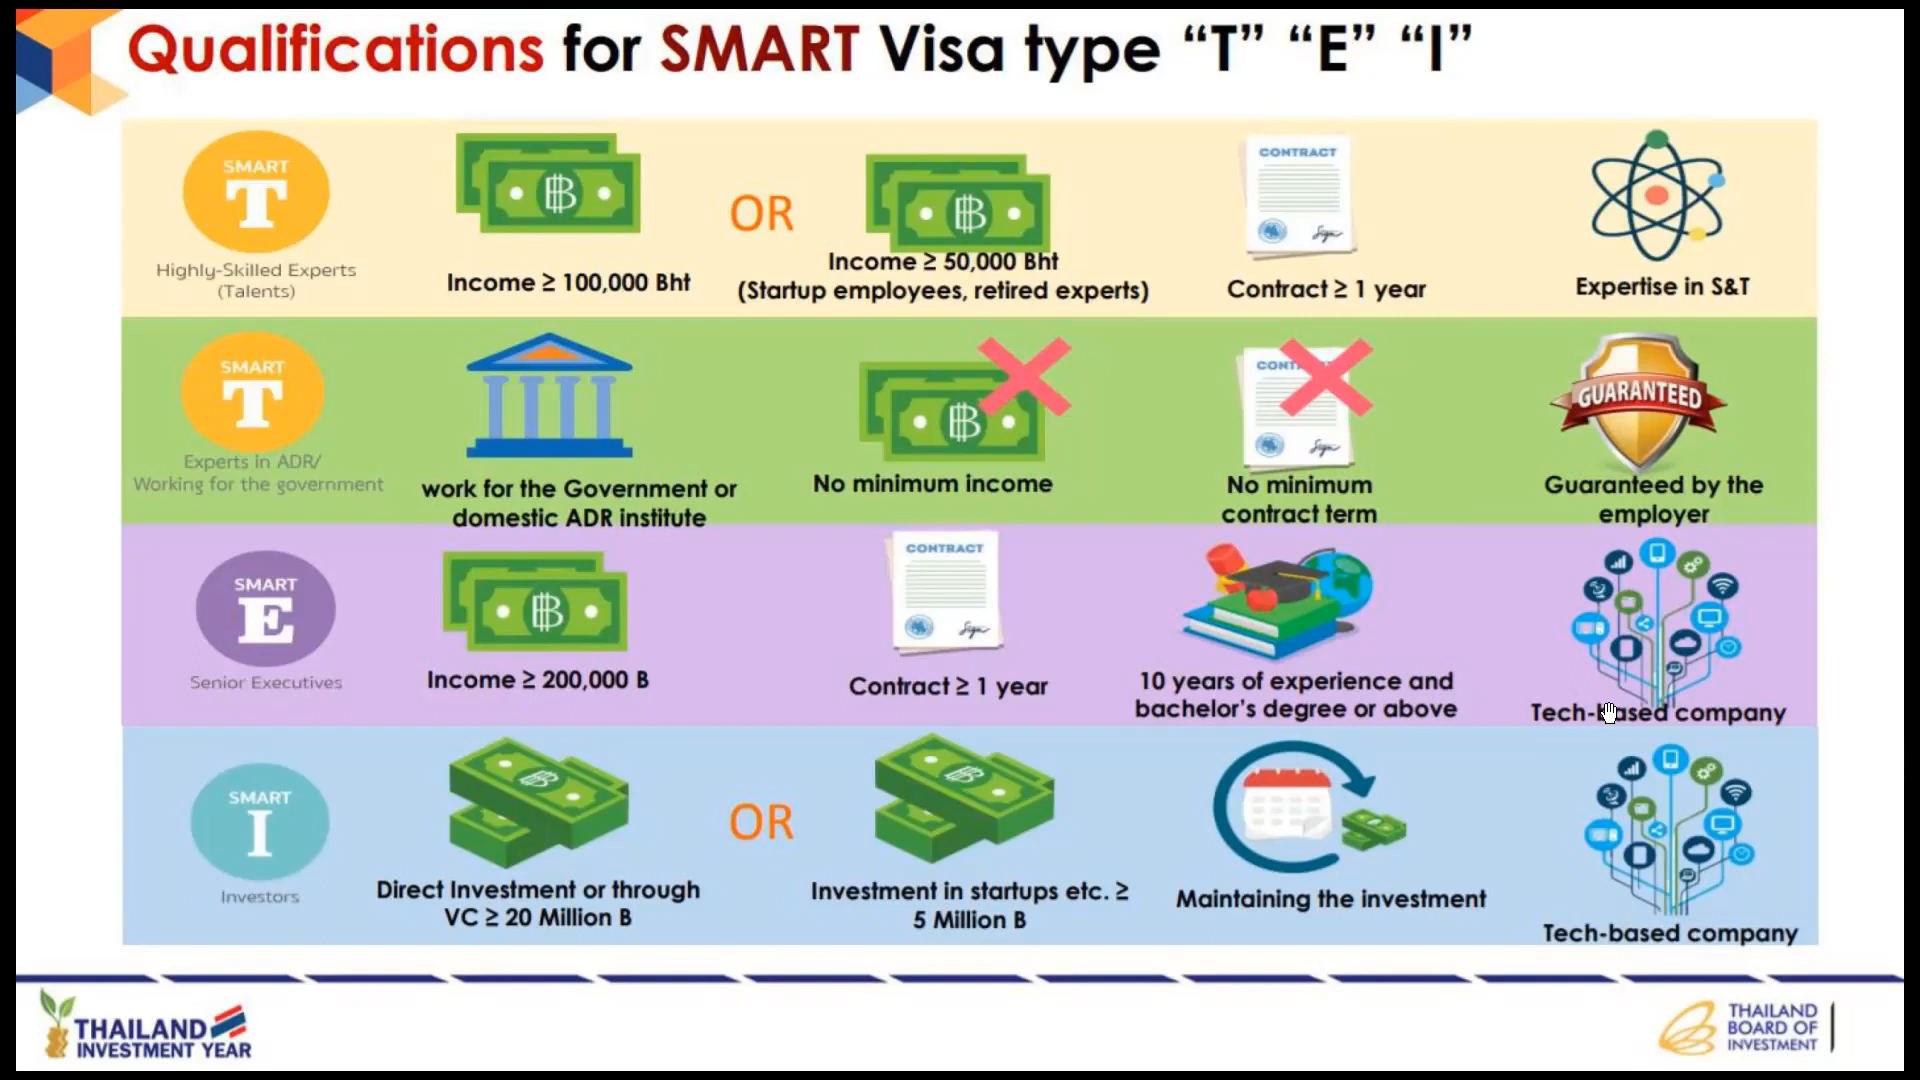 Qualifications for SMART Visa type “T” “E” “I”
SMART
T
Highly-Skilled Experts
(Talents)
Income ≥ 100,000 Bht
OR
Income ≥ 50,000 Bht
(Startup employees, retired experts)
CONTRACT
Contract ≥ 1 year
Expertise in S&T
SMART
T
Experts in ADR/
Working for the government
work for the Government or
domestic ADR institute
No minimum income
No minimum
contract term
GUARANTEED
Guaranteed by the
employer
SMART
E
Senior Executives
Income ≥ 200,000 B
CONTRACT
Contract ≥ 1 year
10 years of experience and
bachelor’s degree or above
Tech-based company
SMART
I
Investors
Direct Investment or through
VC ≥ 20 Million B
OR
Investment in startups etc. ≥
5 Million B
Maintaining the investment
Tech-based company
THAILAND
INVESTMENT YEAR
THAILAND
BOARD OF
INVESTMENT